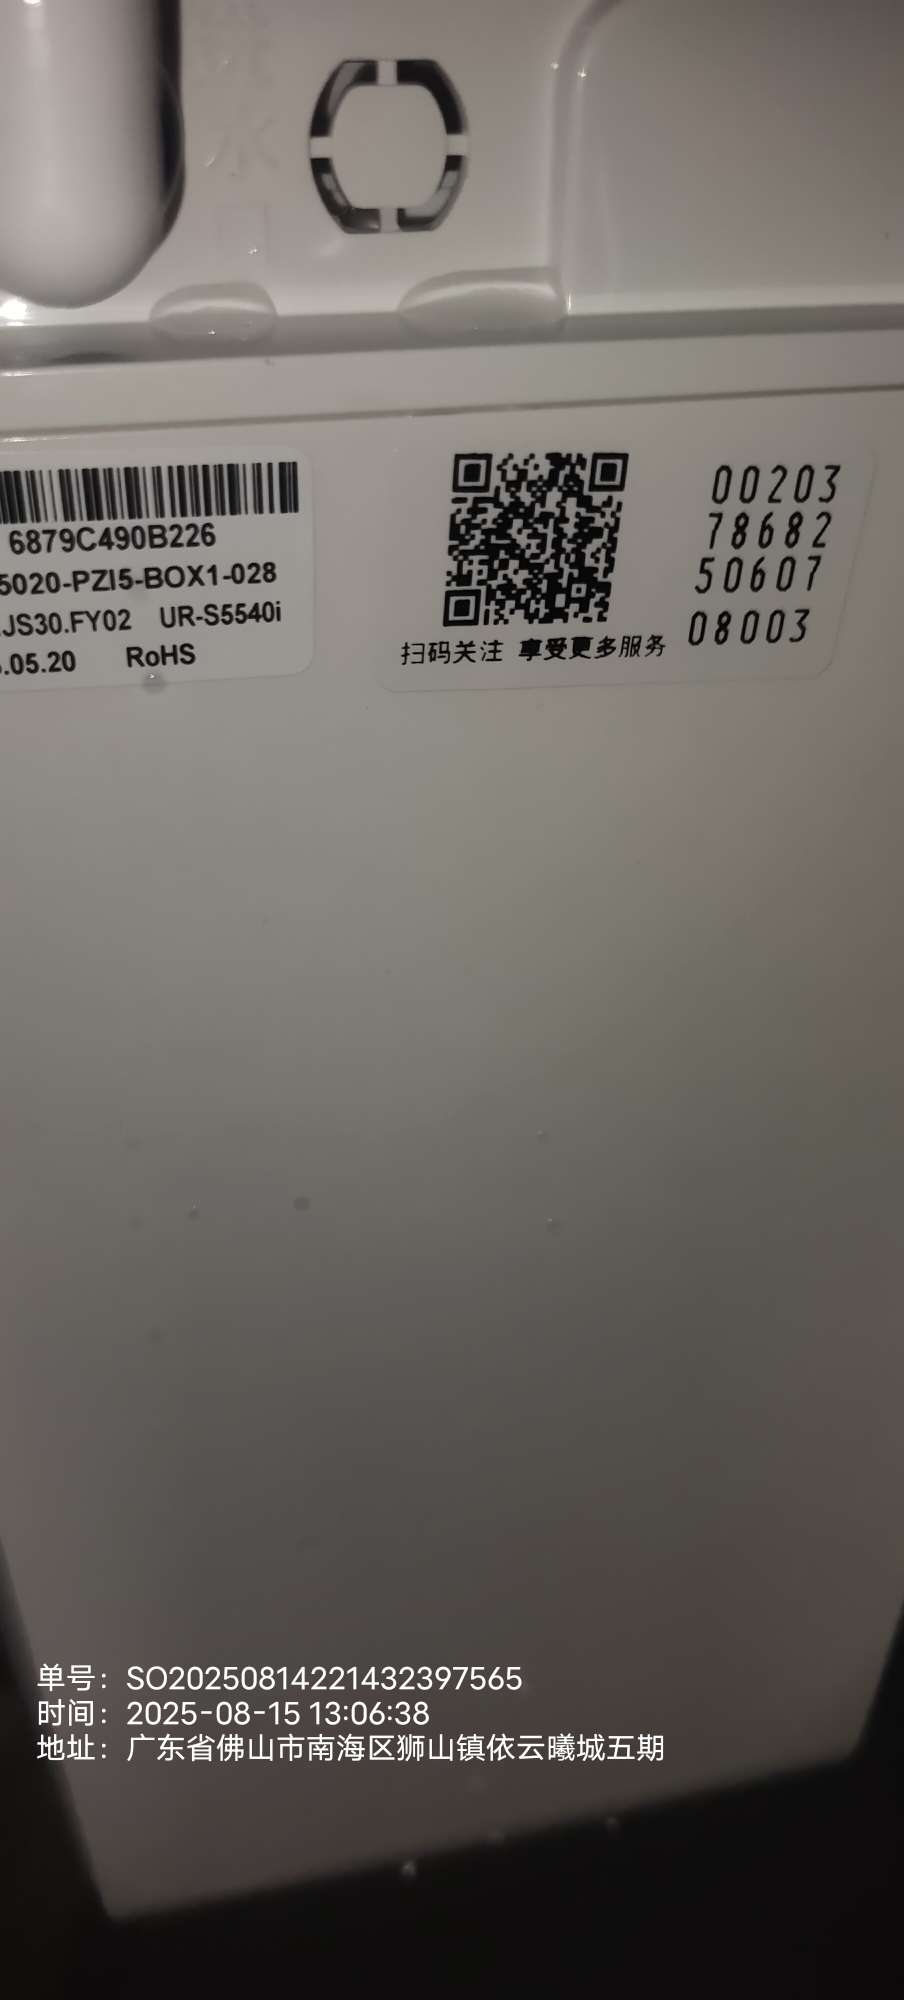 水
6879C490B226
5020-PZI5-BOX1-028
JS30.FY02 UR-S5540i
.05.20 RoHS
扫码关注 享受更多服务
00203
78682
50607
08003
单号：SO20250814221432397565
时间：2025-08-15 13:06:38
地址：广东省佛山市南海区狮山镇依云曦城五期